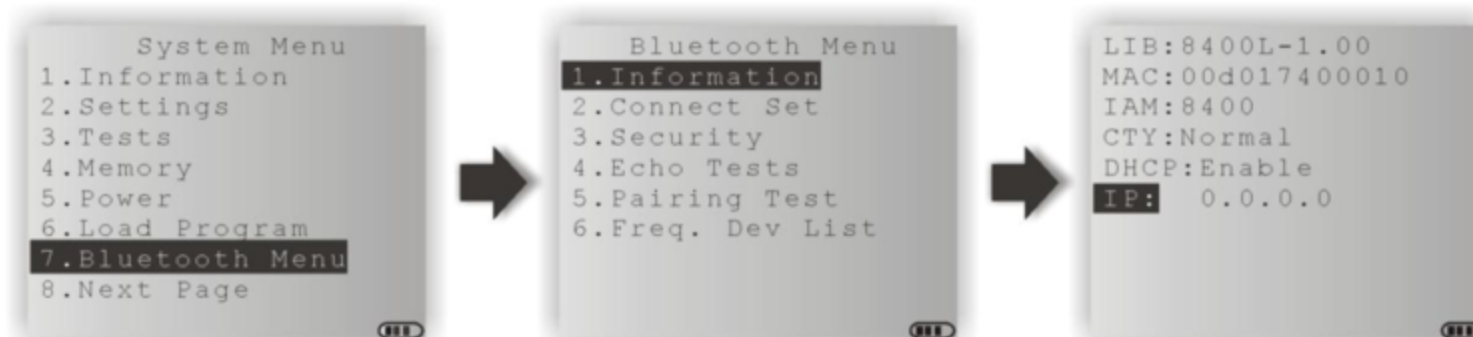 System Menu
1.Information
2.Settings
3.Tests
4.Memory
5.Power
6.Load Program
7.Bluetooth Menu
8.Next Page
Bluetooth Menu
1.Information
2.Connect Set
3.Security
4.Echo Tests
5.Pairing Test
6.Freq. Dev List
LIB:8400L-1.00
MAC:00d017400010
IAM:8400
CTY:Normal
DHCP:Enable
IP: 0.0.0.0